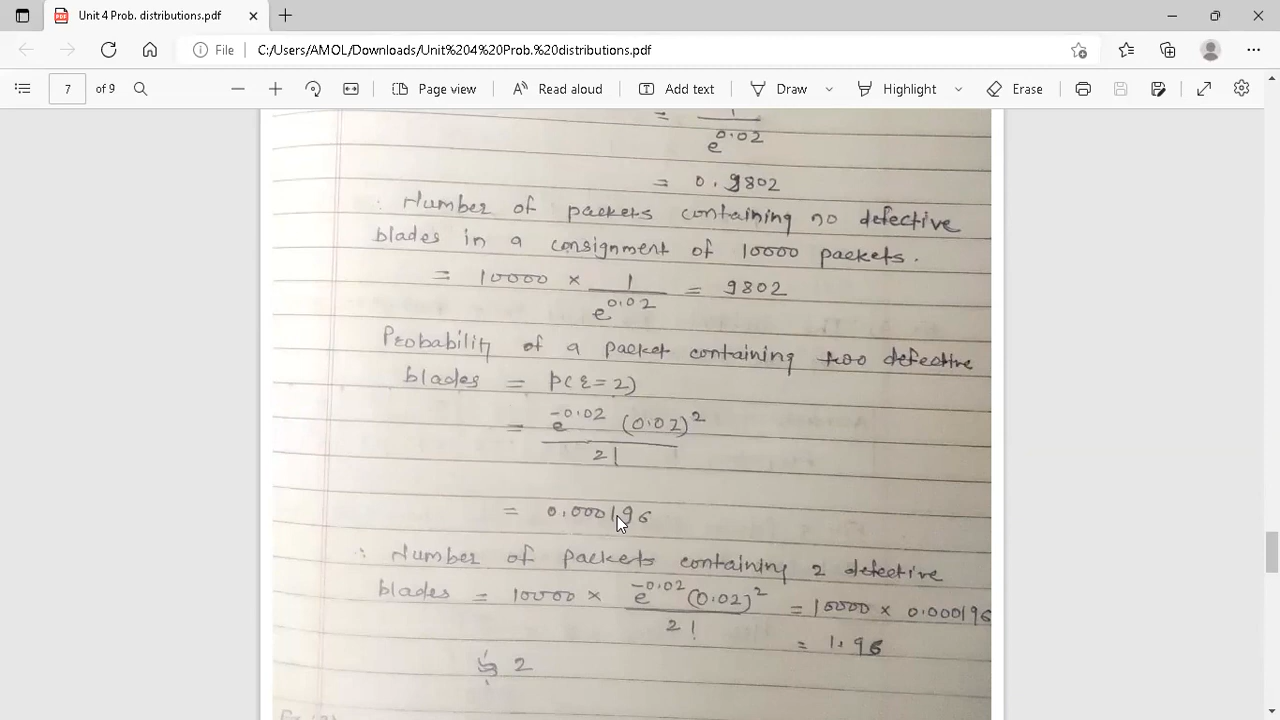 Unit 4 Prob. distributions.pdf
File C:/Users/AMOL/Downloads/Unit%204%20Prob.%20distributions.pdf
7 of 9 Page view Read aloud Add text Draw Highlight Erase
= 1/e^0.02
= 0.9802
∴ Number of packets containing no defective
blades in a consignment of 10000 packets.
= 10000 × 1/e^0.02 = 9802
Probability of a packet containing two defective
blades = p(r=2)
= e^-0.02 (0.02)^2 / 2!
= 0.000196
∴ Number of packets containing 2 defective
blades = 10000 × e^-0.02 (0.02)^2 / 2! = 10000 × 0.000196
= 1.96
2